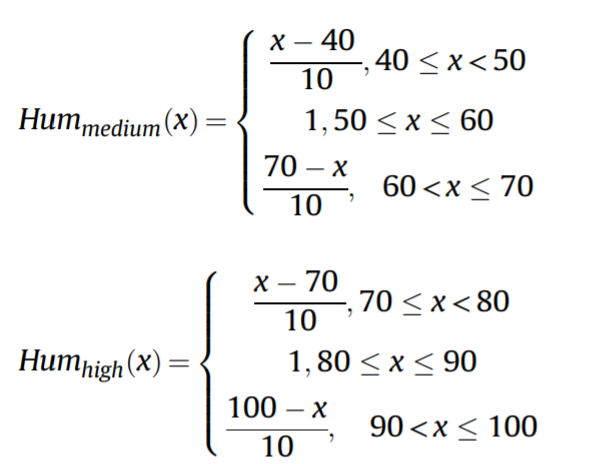 x − 40
10 , 40 ≤ x < 50
Hum_medium(x) = { 1, 50 ≤ x ≤ 60
70 − x
10 , 60 < x ≤ 70
x − 70
10 , 70 ≤ x < 80
Hum_high(x) = { 1, 80 ≤ x ≤ 90
100 − x
10 , 90 < x ≤ 100